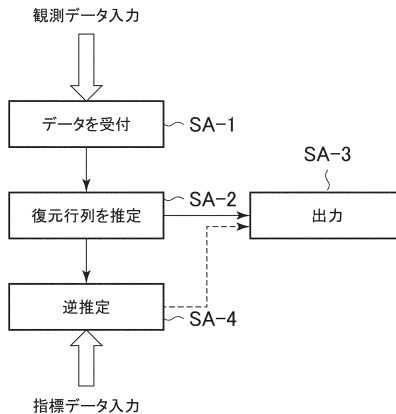 観測データ入力
データを受付
SA-1
SA-3
SA-2
復元行列を推定
出力
逆推定
SA-4
指標データ入力